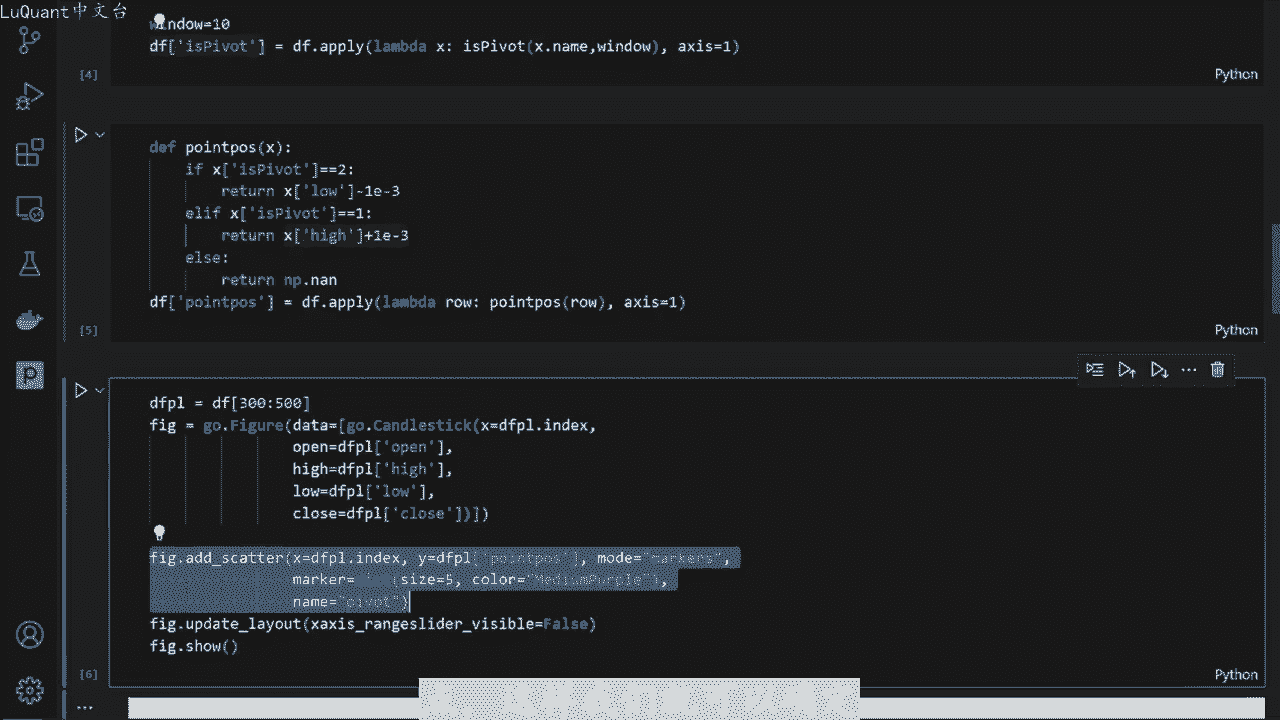 LuQuant中文台
window=10
df['isPivot'] = df.apply(lambda x: isPivot(x.name,window), axis=1)
[4]
Python
def pointpos(x):
if x['isPivot']==2:
return x['low']-1e-3
elif x['isPivot']==1:
return x['high']+1e-3
else:
return np.nan
df['pointpos'] = df.apply(lambda row: pointpos(row), axis=1)
[5]
Python
dfpl = df[300:500]
fig = go.Figure(data=[go.Candlestick(x=dfpl.index,
open=dfpl['open'],
high=dfpl['high'],
low=dfpl['low'],
close=dfpl['close'])])
fig.add_scatter(x=dfpl.index, y=dfpl['pointpos'], mode="markers",
marker= (size=5, color="MediumPurple"),
name="pivot")
fig.update_layout(xaxis_rangeslider_visible=False)
fig.show()
[6]
Python